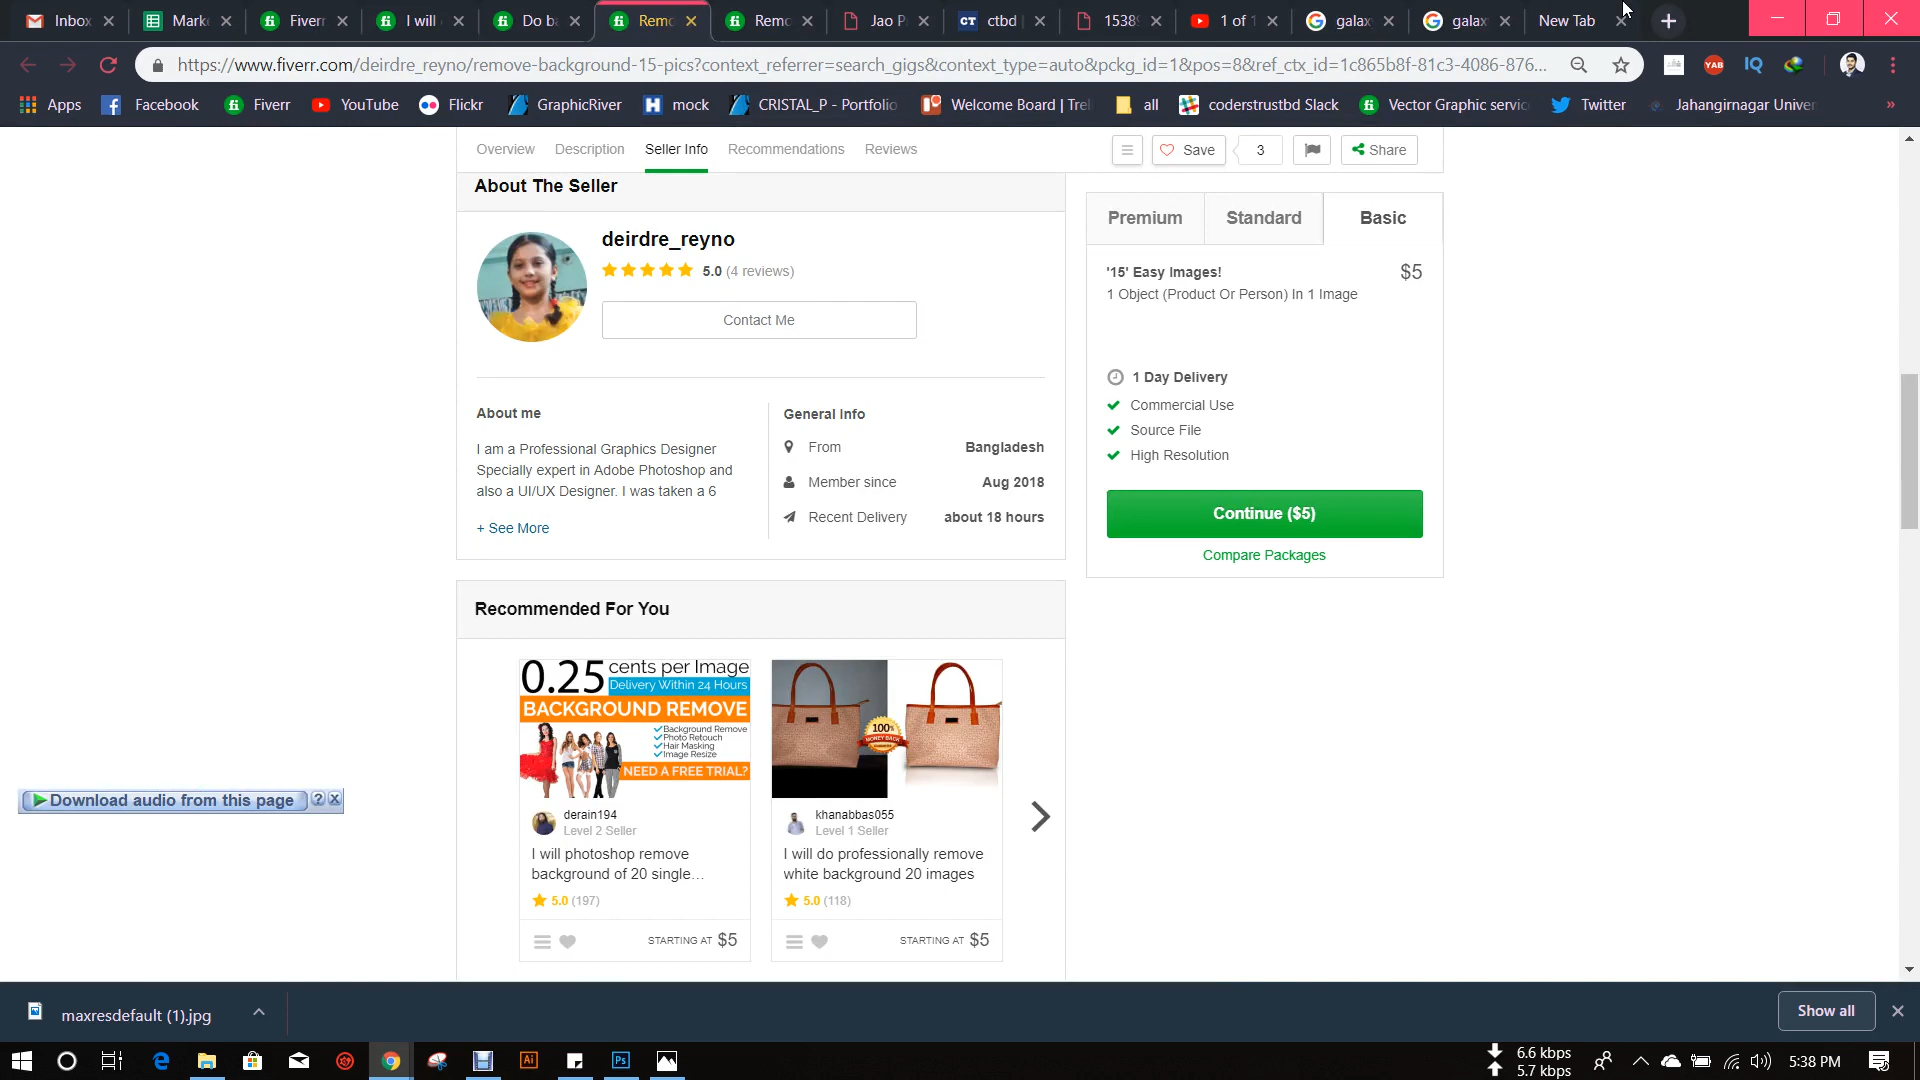 Inbox
Mark
Fiverr
I will
Do b
Remo
Remo
Jao P
ctbd
1538
1 of 1
galax
galax
New Tab
https://www.fiverr.com/deirdre_reyno/remove-background-15-pics?context_referrer=search_gigs&context_type=auto&pckg_id=1&pos=8&ref_ctx_id=1c865b8f-81c3-4086-876...
Apps
Facebook
Fiverr
YouTube
Flickr
GraphicRiver
mock
CRISTAL_P - Portfolio
Welcome Board | Trel
all
coderstrustbd Slack
Vector Graphic servic
Twitter
Jahangirnagar Univer
»
Overview
Description
Seller Info
Recommendations
Reviews
Save
3
Share
About The Seller
deirdre_reyno
5.0 (4 reviews)
Contact Me
About me
I am a Professional Graphics Designer
Specially expert in Adobe Photoshop and
also a UI/UX Designer. I was taken a 6
+ See More
General Info
From Bangladesh
Member since Aug 2018
Recent Delivery about 18 hours
Premium
Standard
Basic
'15' Easy Images! $5
1 Object (Product Or Person) In 1 Image
1 Day Delivery
Commercial Use
Source File
High Resolution
Continue ($5)
Compare Packages
Recommended For You
0.25 cents per Image
Delivery Within 24 Hours
BACKGROUND REMOVE
Background Remove
Photo Retouch
Hair Masking
Image Resize
NEED A FREE TRIAL?
derain194
Level 2 Seller
I will photoshop remove
background of 20 single...
5.0 (197)
STARTING AT $5
100%
MONEY BACK
khanabbas055
Level 1 Seller
I will do professionally remove
white background 20 images
5.0 (118)
STARTING AT $5
Download audio from this page
?
X
maxresdefault (1).jpg
Show all
6.6 kbps
5.7 kbps
5:38 PM
YAB
IQ
CT
Ai
Ps